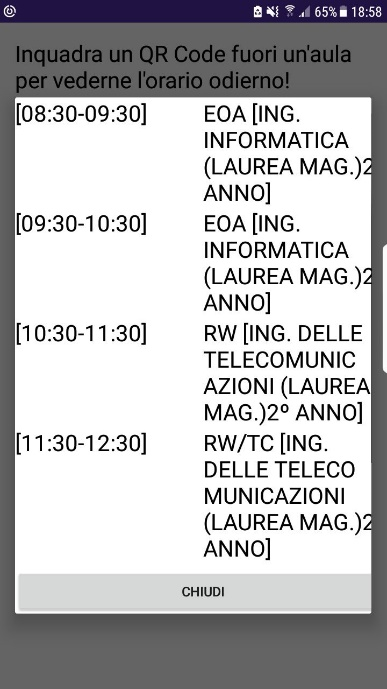 65% 18:58
Inquadra un QR Code fuori un'aula
per vederne l'orario odierno!
[08:30-09:30] EOA [ING.
INFORMATICA
(LAUREA MAG.)2
ANNO]
[09:30-10:30] EOA [ING.
INFORMATICA
(LAUREA MAG.)2
ANNO]
[10:30-11:30] RW [ING. DELLE
TELECOMUNIC
AZIONI (LAUREA
MAG.)2º ANNO]
[11:30-12:30] RW/TC [ING.
DELLE TELECO
MUNICAZIONI
(LAUREA MAG.)2
ANNO]
CHIUDI